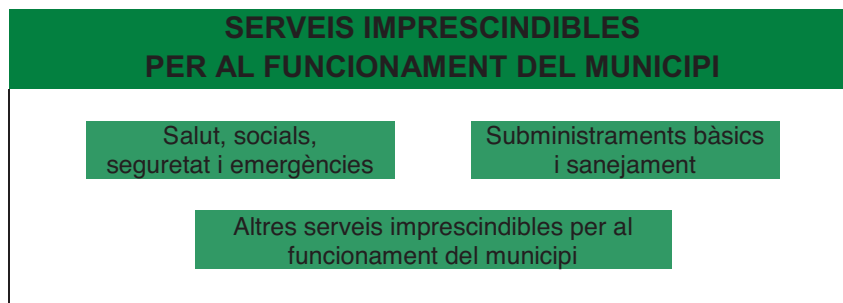 SERVEIS IMPRESCINDIBLES
PER AL FUNCIONAMENT DEL MUNICIPI
Salut, socials,
seguretat i emergències
Subministraments bàsics
i sanejament
Altres serveis imprescindibles per al
funcionament del municipi